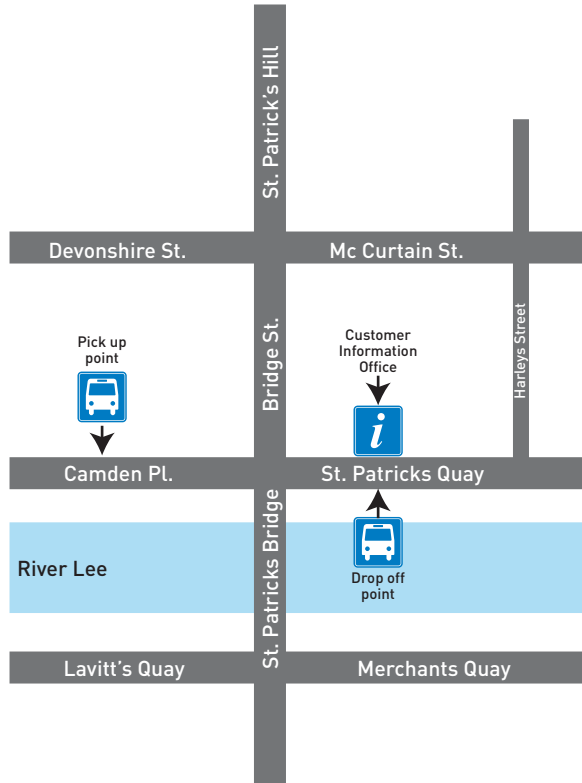 St. Patrick's Hill
Devonshire St.
Mc Curtain St.
Bridge St.
Harleys Street
Pick up
point
Customer
Information
Office
i
Camden Pl.
St. Patricks Quay
St. Patricks Bridge
River Lee
Drop off
point
Lavitt's Quay
Merchants Quay